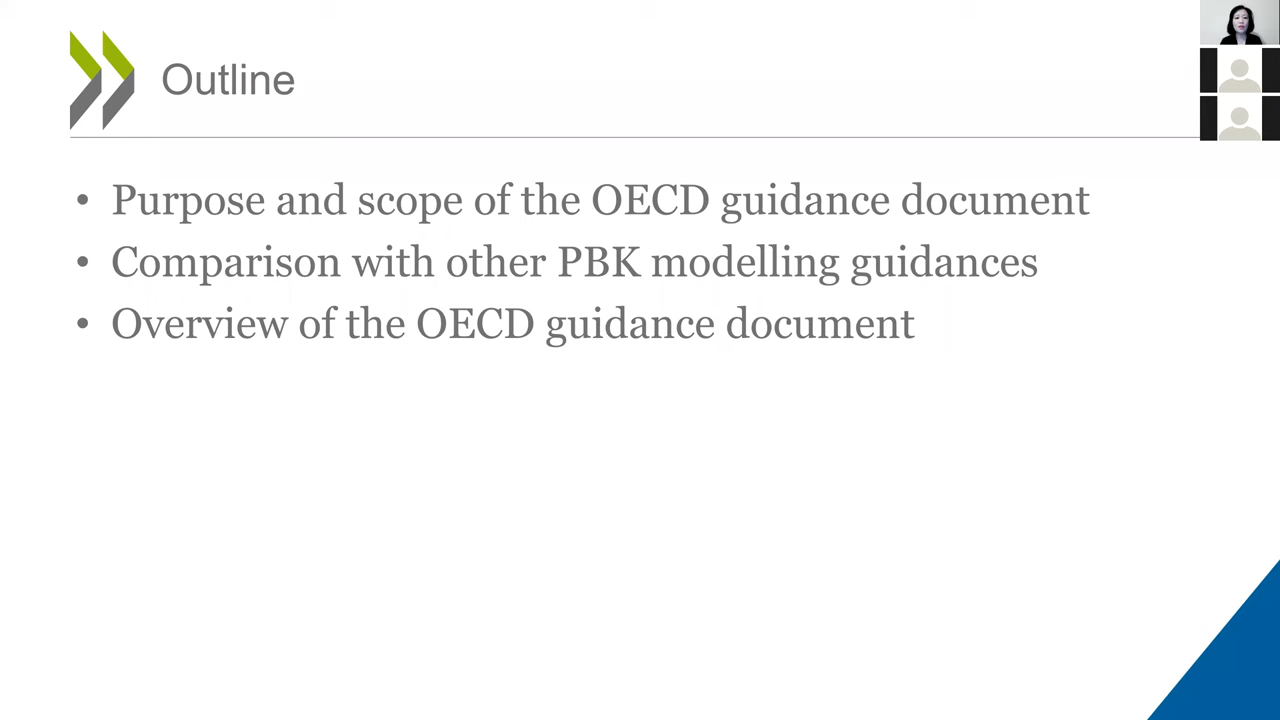 Outline
• Purpose and scope of the OECD guidance document
• Comparison with other PBK modelling guidances
• Overview of the OECD guidance document